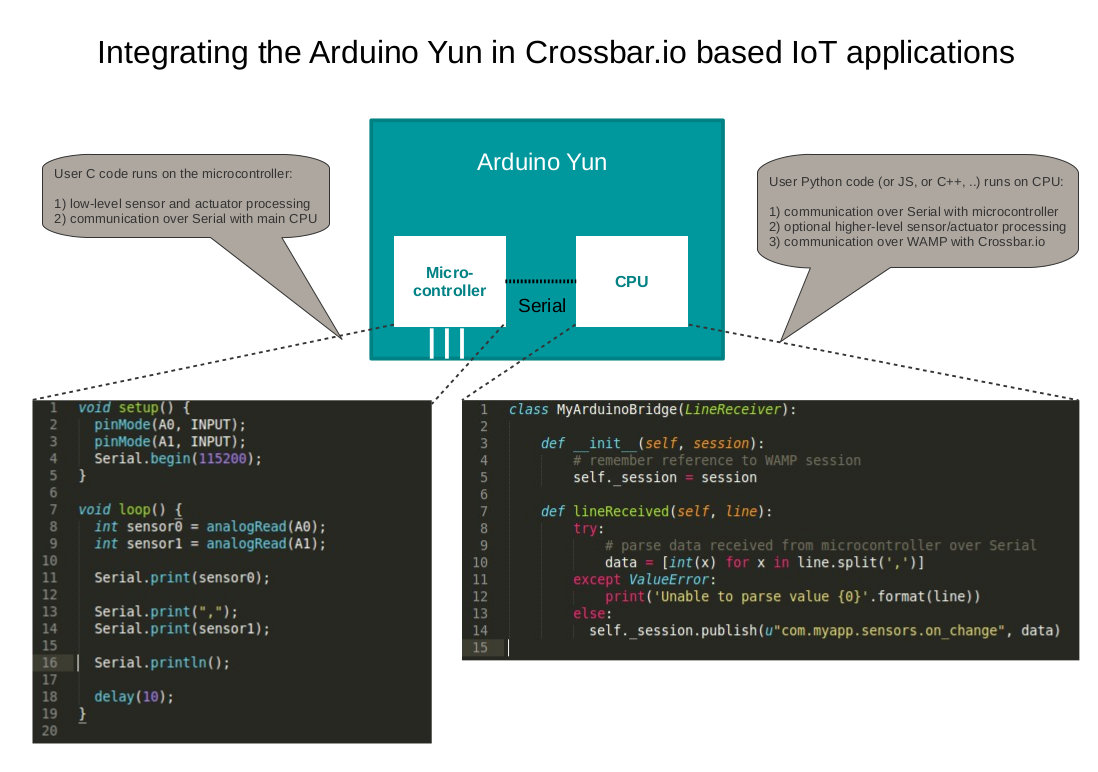 Integrating the Arduino Yun in Crossbar.io based IoT applications
Arduino Yun
User C code runs on the microcontroller:
1) low-level sensor and actuator processing
2) communication over Serial with main CPU
User Python code (or JS, or C++, ..) runs on CPU:
1) communication over Serial with microcontroller
2) optional higher-level sensor/actuator processing
3) communication over WAMP with Crossbar.io
Micro-
controller
Serial
CPU
1 void setup() {
2   pinMode(A0, INPUT);
3   pinMode(A1, INPUT);
4   Serial.begin(115200);
5 }
6
7 void loop() {
8   int sensor0 = analogRead(A0);
9   int sensor1 = analogRead(A1);
10
11   Serial.print(sensor0);
12
13   Serial.print(",");
14   Serial.print(sensor1);
15
16   Serial.println();
17
18   delay(10);
19 }
20
1 class MyArduinoBridge(LineReceiver):
2
3     def __init__(self, session):
4         # remember reference to WAMP session
5         self._session = session
6
7     def lineReceived(self, line):
8         try:
9             # parse data received from microcontroller over Serial
10             data = [int(x) for x in line.split(',')]
11         except ValueError:
12             print('Unable to parse value {0}'.format(line))
13         else:
14           self._session.publish(u"com.myapp.sensors.on_change", data)
15